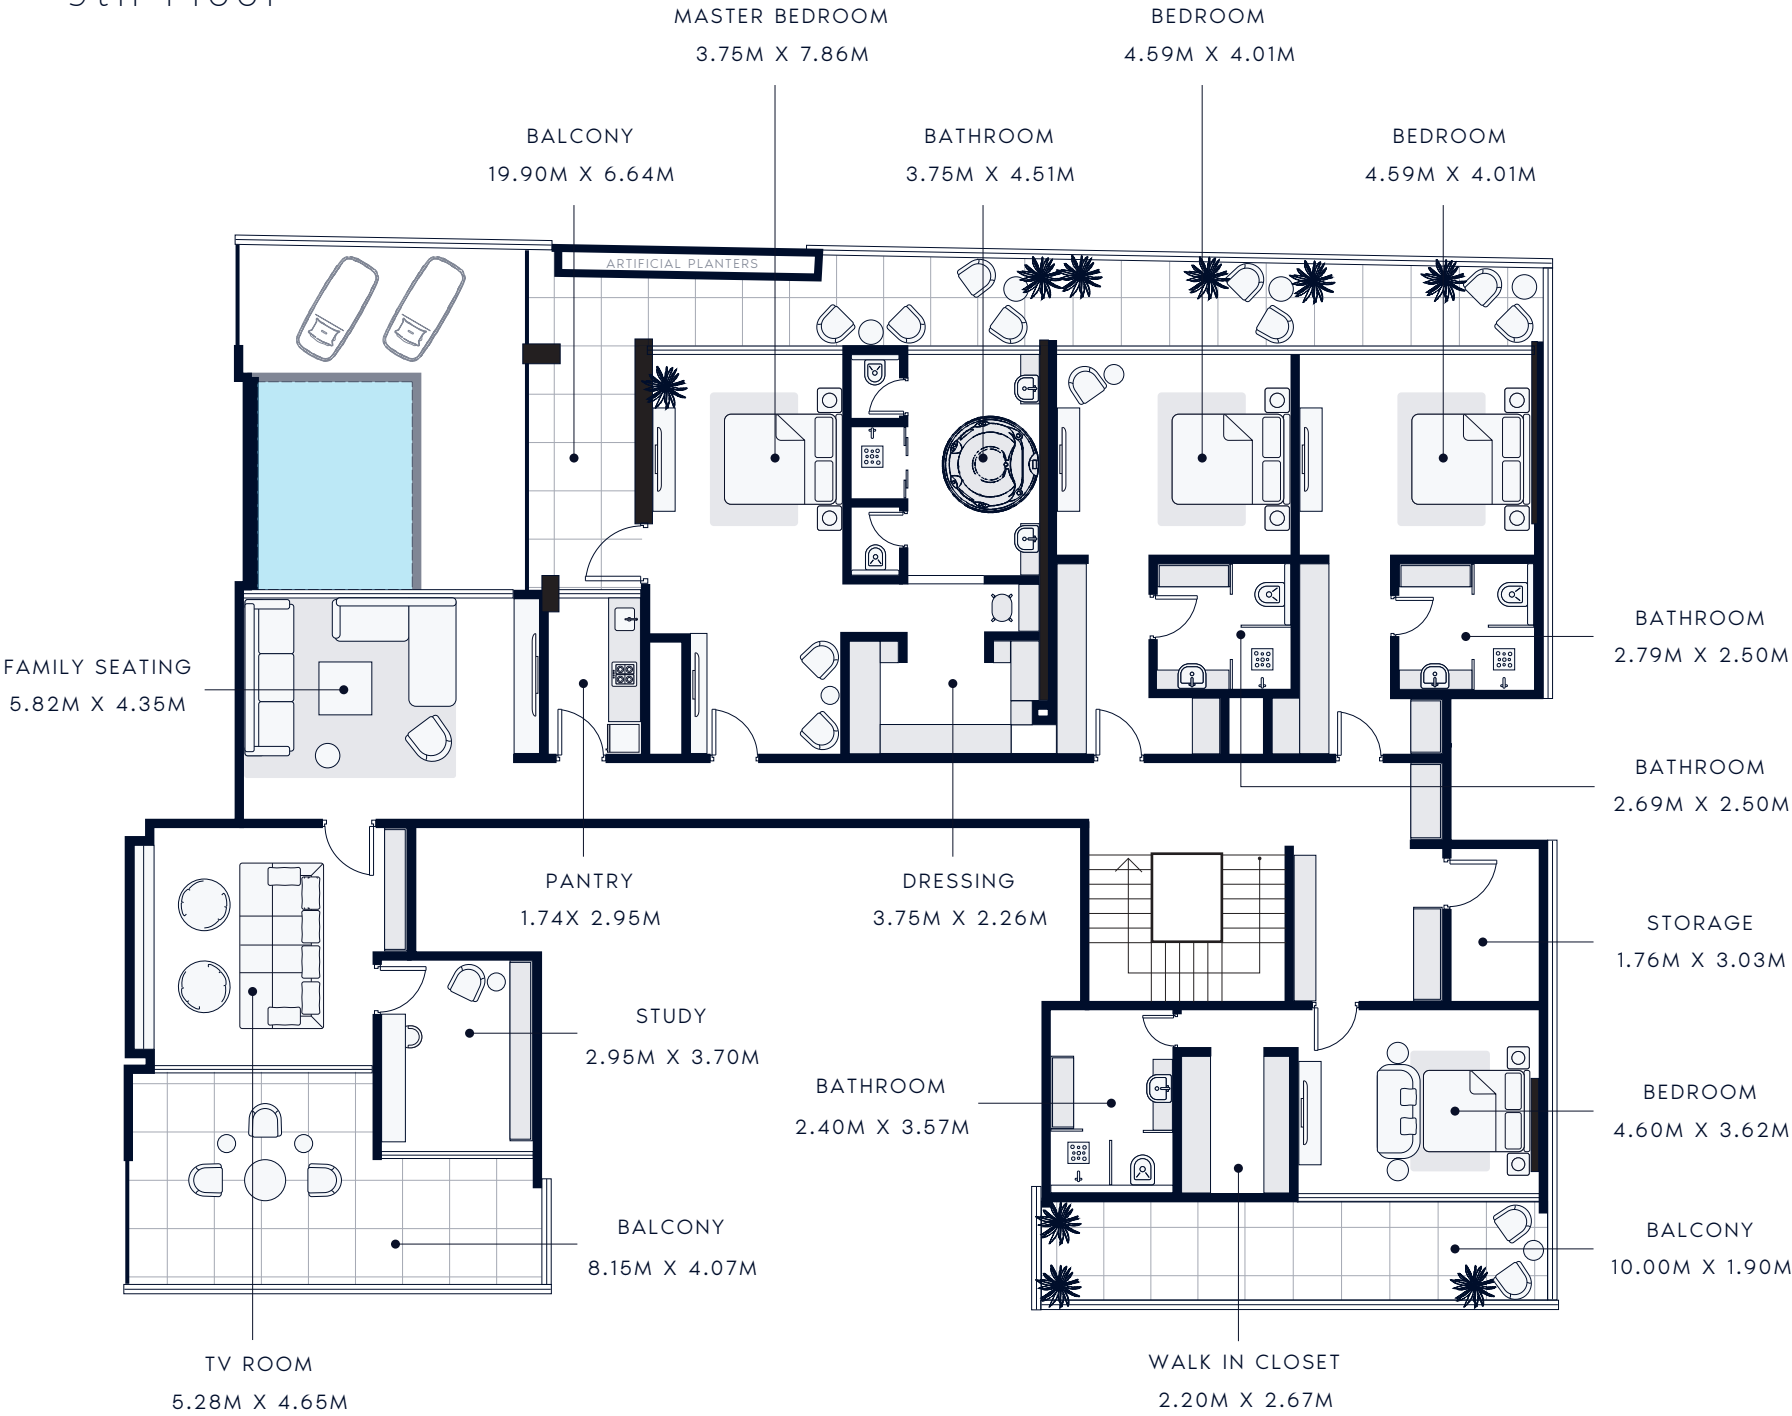 MASTER BEDROOM
3.75M X 7.86M
BEDROOM
4.59M X 4.01M
BALCONY
19.90M X 6.64M
BATHROOM
3.75M X 4.51M
BEDROOM
4.59M X 4.01M
ARTIFICIAL PLANTERS
BATHROOM
2.79M X 2.50M
FAMILY SEATING
5.82M X 4.35M
BATHROOM
2.69M X 2.50M
PANTRY
1.74X 2.95M
DRESSING
3.75M X 2.26M
STORAGE
1.76M X 3.03M
STUDY
2.95M X 3.70M
BATHROOM
2.40M X 3.57M
BEDROOM
4.60M X 3.62M
BALCONY
8.15M X 4.07M
BALCONY
10.00M X 1.90M
TV ROOM
5.28M X 4.65M
WALK IN CLOSET
2.20M X 2.67M